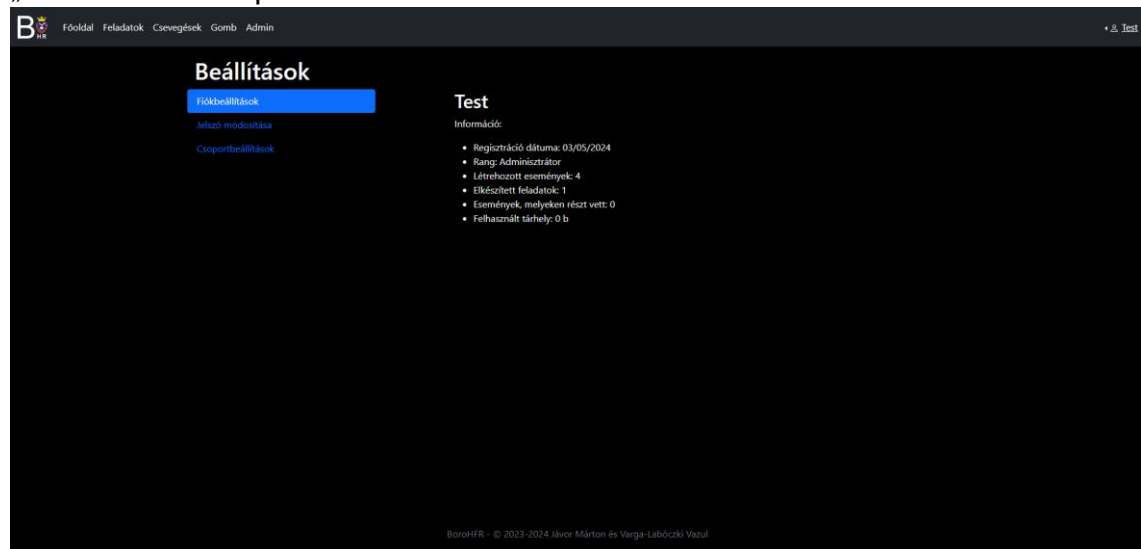 „
B HR Főoldal Feladatok Csevegések Gomb Admin Test
Beállítások
Fiókbeállítások
Jelszó módosítása
Csoportbeállítások
Test
Információ:
• Regisztráció dátuma: 03/05/2024
• Rang: Adminisztrátor
• Létrehozott események: 4
• Elkészített feladatok: 1
• Események, melyeken részt vett: 0
• Felhasznált tárhely: 0 b
BoroHFR - © 2023-2024 Jávor Márton és Varga-Labóczki Vazul